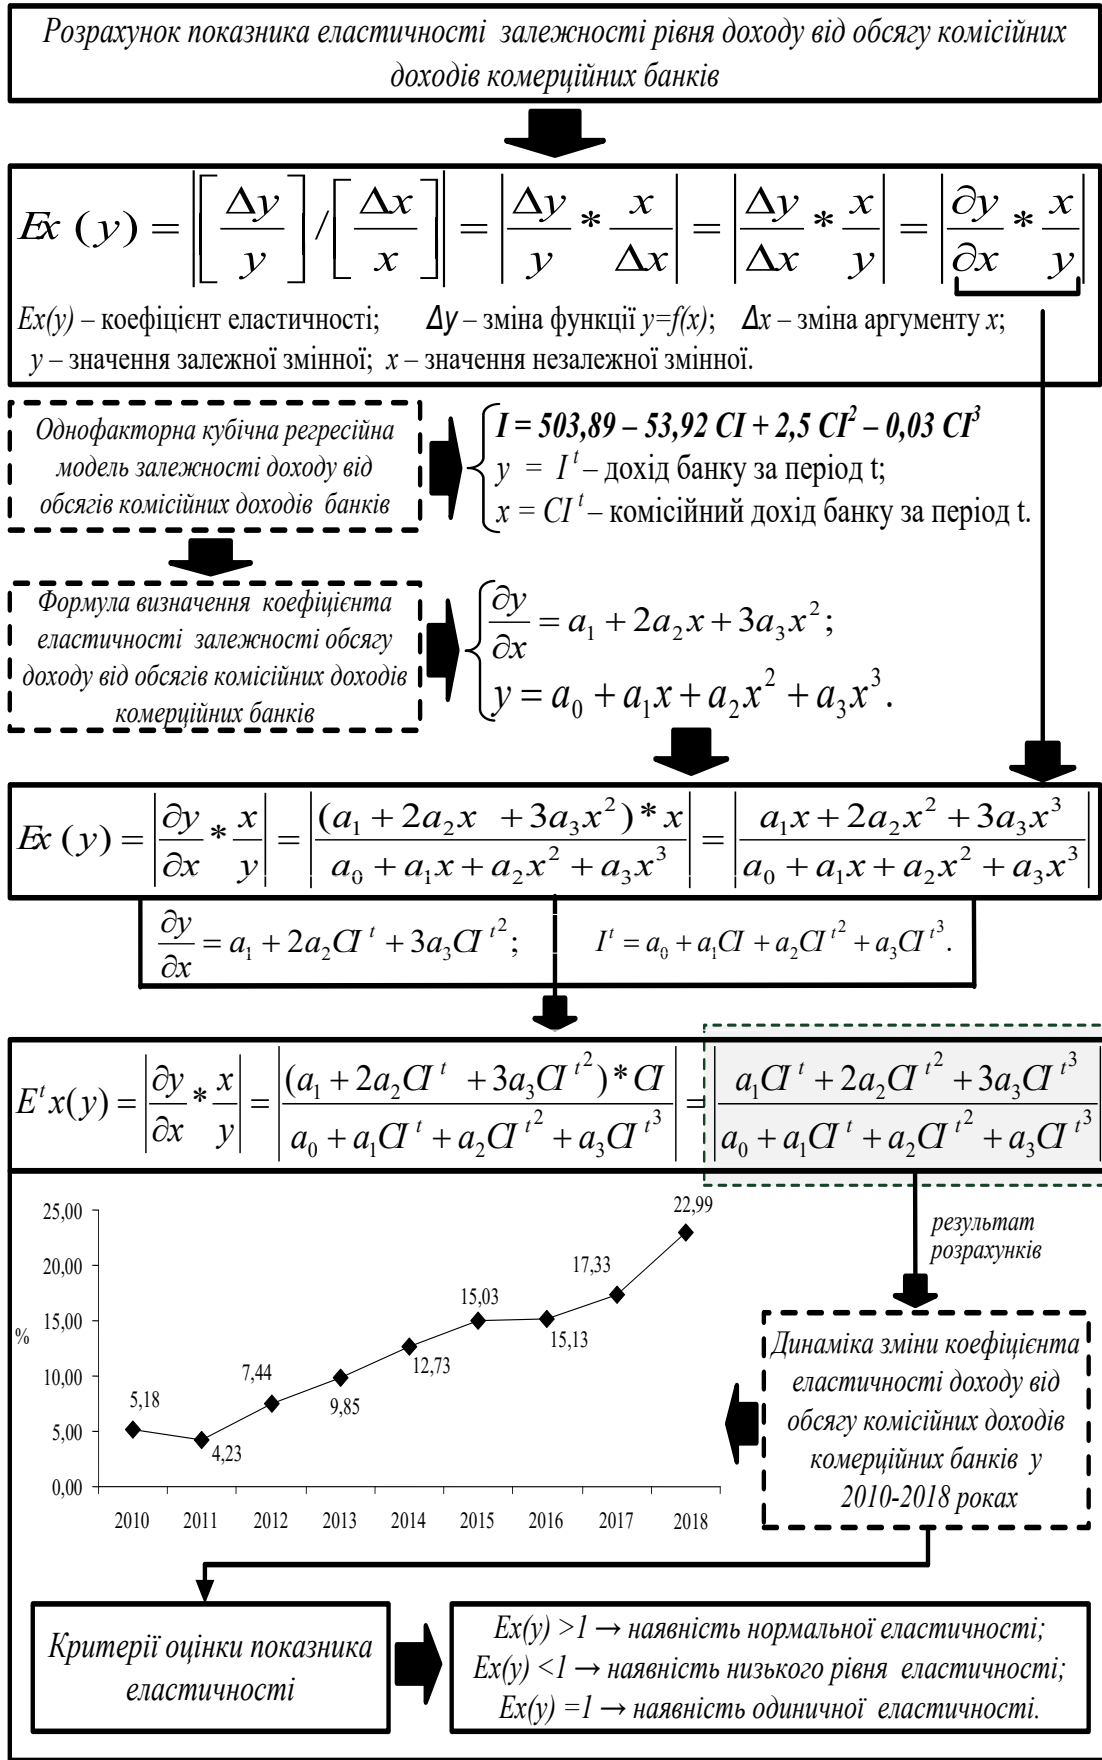 Розрахунок показника еластичності залежності рівня доходу від обсягу комісійних
доходів комерційних банків
Ex (y) = |[Δy / y] / [Δx / x]| = |Δy / y * x / Δx| = |Δy / Δx * x / y| = |∂y / ∂x * x / y|
Ex(y) – коефіцієнт еластичності; Δy – зміна функції y=f(x); Δx – зміна аргументу x;
y – значення залежної змінної; x – значення незалежної змінної.
Однофакторна кубічна регресійна
модель залежності доходу від
обсягів комісійних доходів банків
I = 503,89 – 53,92 CI + 2,5 CI² – 0,03 CI³
y = I^t – дохід банку за період t;
x = CI^t – комісійний дохід банку за період t.
Формула визначення коефіцієнта
еластичності залежності обсягу
доходу від обсягів комісійних доходів
комерційних банків
∂y / ∂x = a₁ + 2a₂x + 3a₃x²;
y = a₀ + a₁x + a₂x² + a₃x³.
Ex (y) = |∂y / ∂x * x / y| = |(a₁ + 2a₂x + 3a₃x²) * x / a₀ + a₁x + a₂x² + a₃x³| = |a₁x + 2a₂x² + 3a₃x³ / a₀ + a₁x + a₂x² + a₃x³|
∂y / ∂x = a₁ + 2a₂CI^t + 3a₃CI^t²; I^t = a₀ + a₁CI + a₂CI^t² + a₃CI^t³.
E^t x(y) = |∂y / ∂x * x / y| = |(a₁ + 2a₂CI^t + 3a₃CI^t²) * CI / a₀ + a₁CI^t + a₂CI^t² + a₃CI^t³| = |a₁CI^t + 2a₂CI^t² + 3a₃CI^t³ / a₀ + a₁CI^t + a₂CI^t² + a₃CI^t³|
результат
розрахунків
%
25,00
20,00
15,00
10,00
5,00
0,00
5,18
4,23
7,44
9,85
12,73
15,03
15,13
17,33
22,99
2010 2011 2012 2013 2014 2015 2016 2017 2018
Динаміка зміни коефіцієнта
еластичності доходу від
обсягу комісійних доходів
комерційних банків у
2010-2018 роках
Критерії оцінки показника
еластичності
Ex(y) >1 → наявність нормальної еластичності;
Ex(y) <1 → наявність низького рівня еластичності;
Ex(y) =1 → наявність одиничної еластичності.